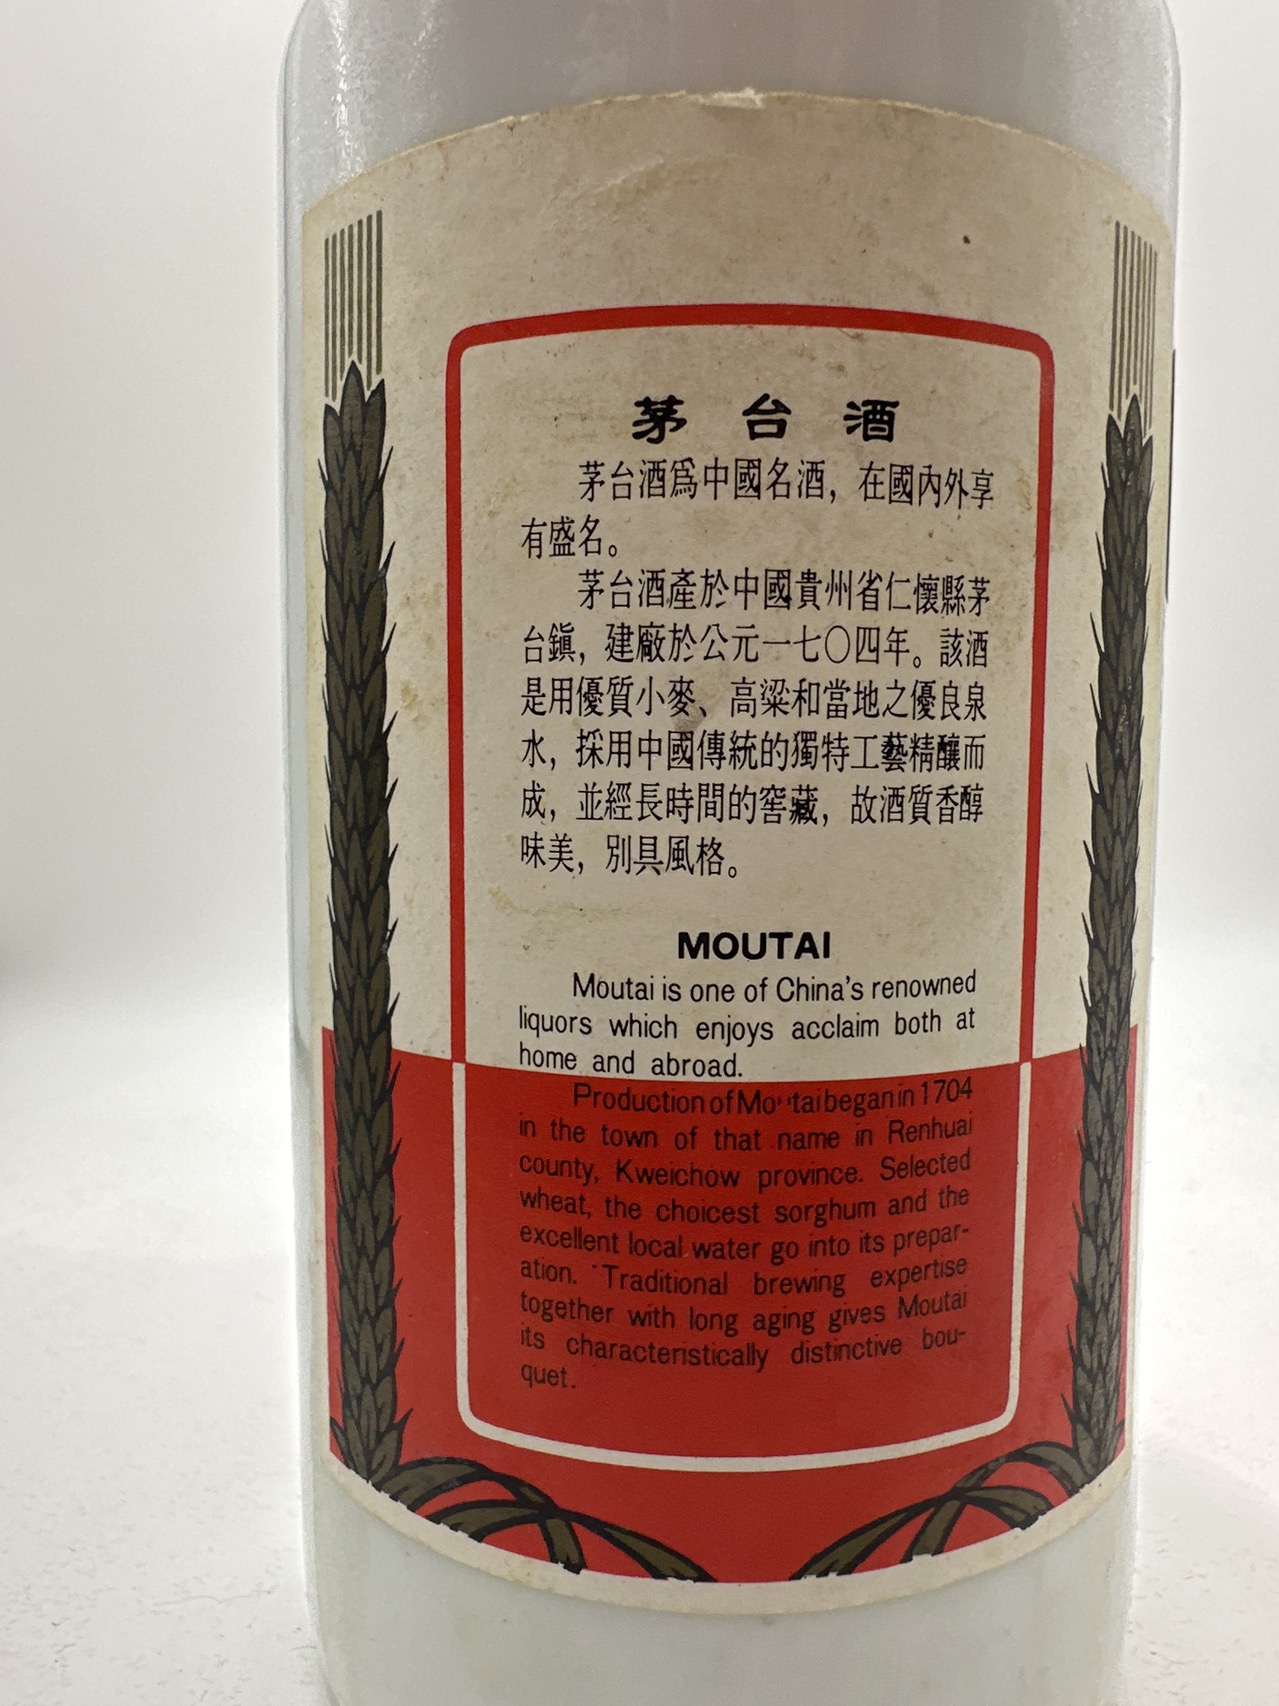 茅台酒
茅台酒爲中國名酒，在國內外享
有盛名。
茅台酒產於中國貴州省仁懷縣茅
台鎭，建廠於公元一七〇四年。該酒
是用優質小麥、高粱和當地之優良泉
水，採用中國傳統的獨特工藝精釀而
成，並經長時間的窖藏，故酒質香醇
味美，別具風格。
MOUTAI
Moutai is one of China's renowned
liquors which enjoys acclaim both at
home and abroad.
Production of Moutai began in 1704
in the town of that name in Renhuai
county, Kweichow province. Selected
wheat, the choicest sorghum and the
excellent local water go into its prepar-
ation. Traditional brewing expertise
together with long aging gives Moutai
its characteristically distinctive bou-
quet.